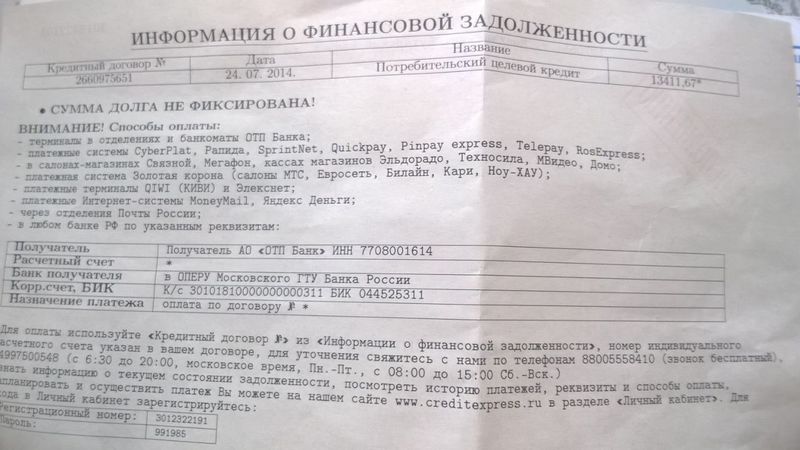 ИНФОРМАЦИЯ О ФИНАНСОВОЙ ЗАДОЛЖЕННОСТИ
Кредитный договор № Дата Название Сумма
2660975651 24. 07. 2014. Потребительский целевой кредит 13411,67*
• СУММА ДОЛГА НЕ ФИКСИРОВАНА!
ВНИМАНИЕ! Способы оплаты:
- терминалы в отделениях и банкоматы ОТП Банка;
- платежные системы CyberPlat, Рапида, SprintNet, Quickpay, Pinpay express, Telepay, RosExpress;
- в салонах-магазинах Связной, Мегафон, кассах магазинов Эльдорадо, Техносила, МВидео, Домо;
- платежная система Золотая корона (салоны МТС, Евросеть, Билайн, Кари, Ноу-ХАУ);
- платежные терминалы QIWI (КИВИ) и Элекснет;
- платежные Интернет-системы MoneyMail, Яндекс Деньги;
- через отделения Почты России;
- в любом банке РФ по указанным реквизитам:
Получатель Получатель АО «ОТП Банк» ИНН 7708001614
Расчетный счет *
Банк получателя в ОПЕРУ Московского ГТУ Банка России
Корр.счет, БИК К/с 30101810000000000311 БИК 044525311
Назначение платежа оплата по договору № *
Для оплаты используйте «Кредитный договор №» из «Информации о финансовой задолженности», номер индивидуального
расчетного счета указан в вашем договоре, для уточнения свяжитесь с нами по телефонам 88005558410 (звонок бесплатный),
4997500548 (с 6:30 до 20:00, московское время, Пн.-Пт., с 08:00 до 15:00 Сб.-Вск.)
знать информацию о текущем состоянии задолженности, посмотреть историю платежей, реквизиты и способы оплаты,
планировать и осуществить платеж Вы можете на нашем сайте www.creditexpress.ru в разделе «Личный кабинет». Для
хода в Личный кабинет зарегистрируйтесь:
Регистрационный номер: 3012322191
Пароль: 991985